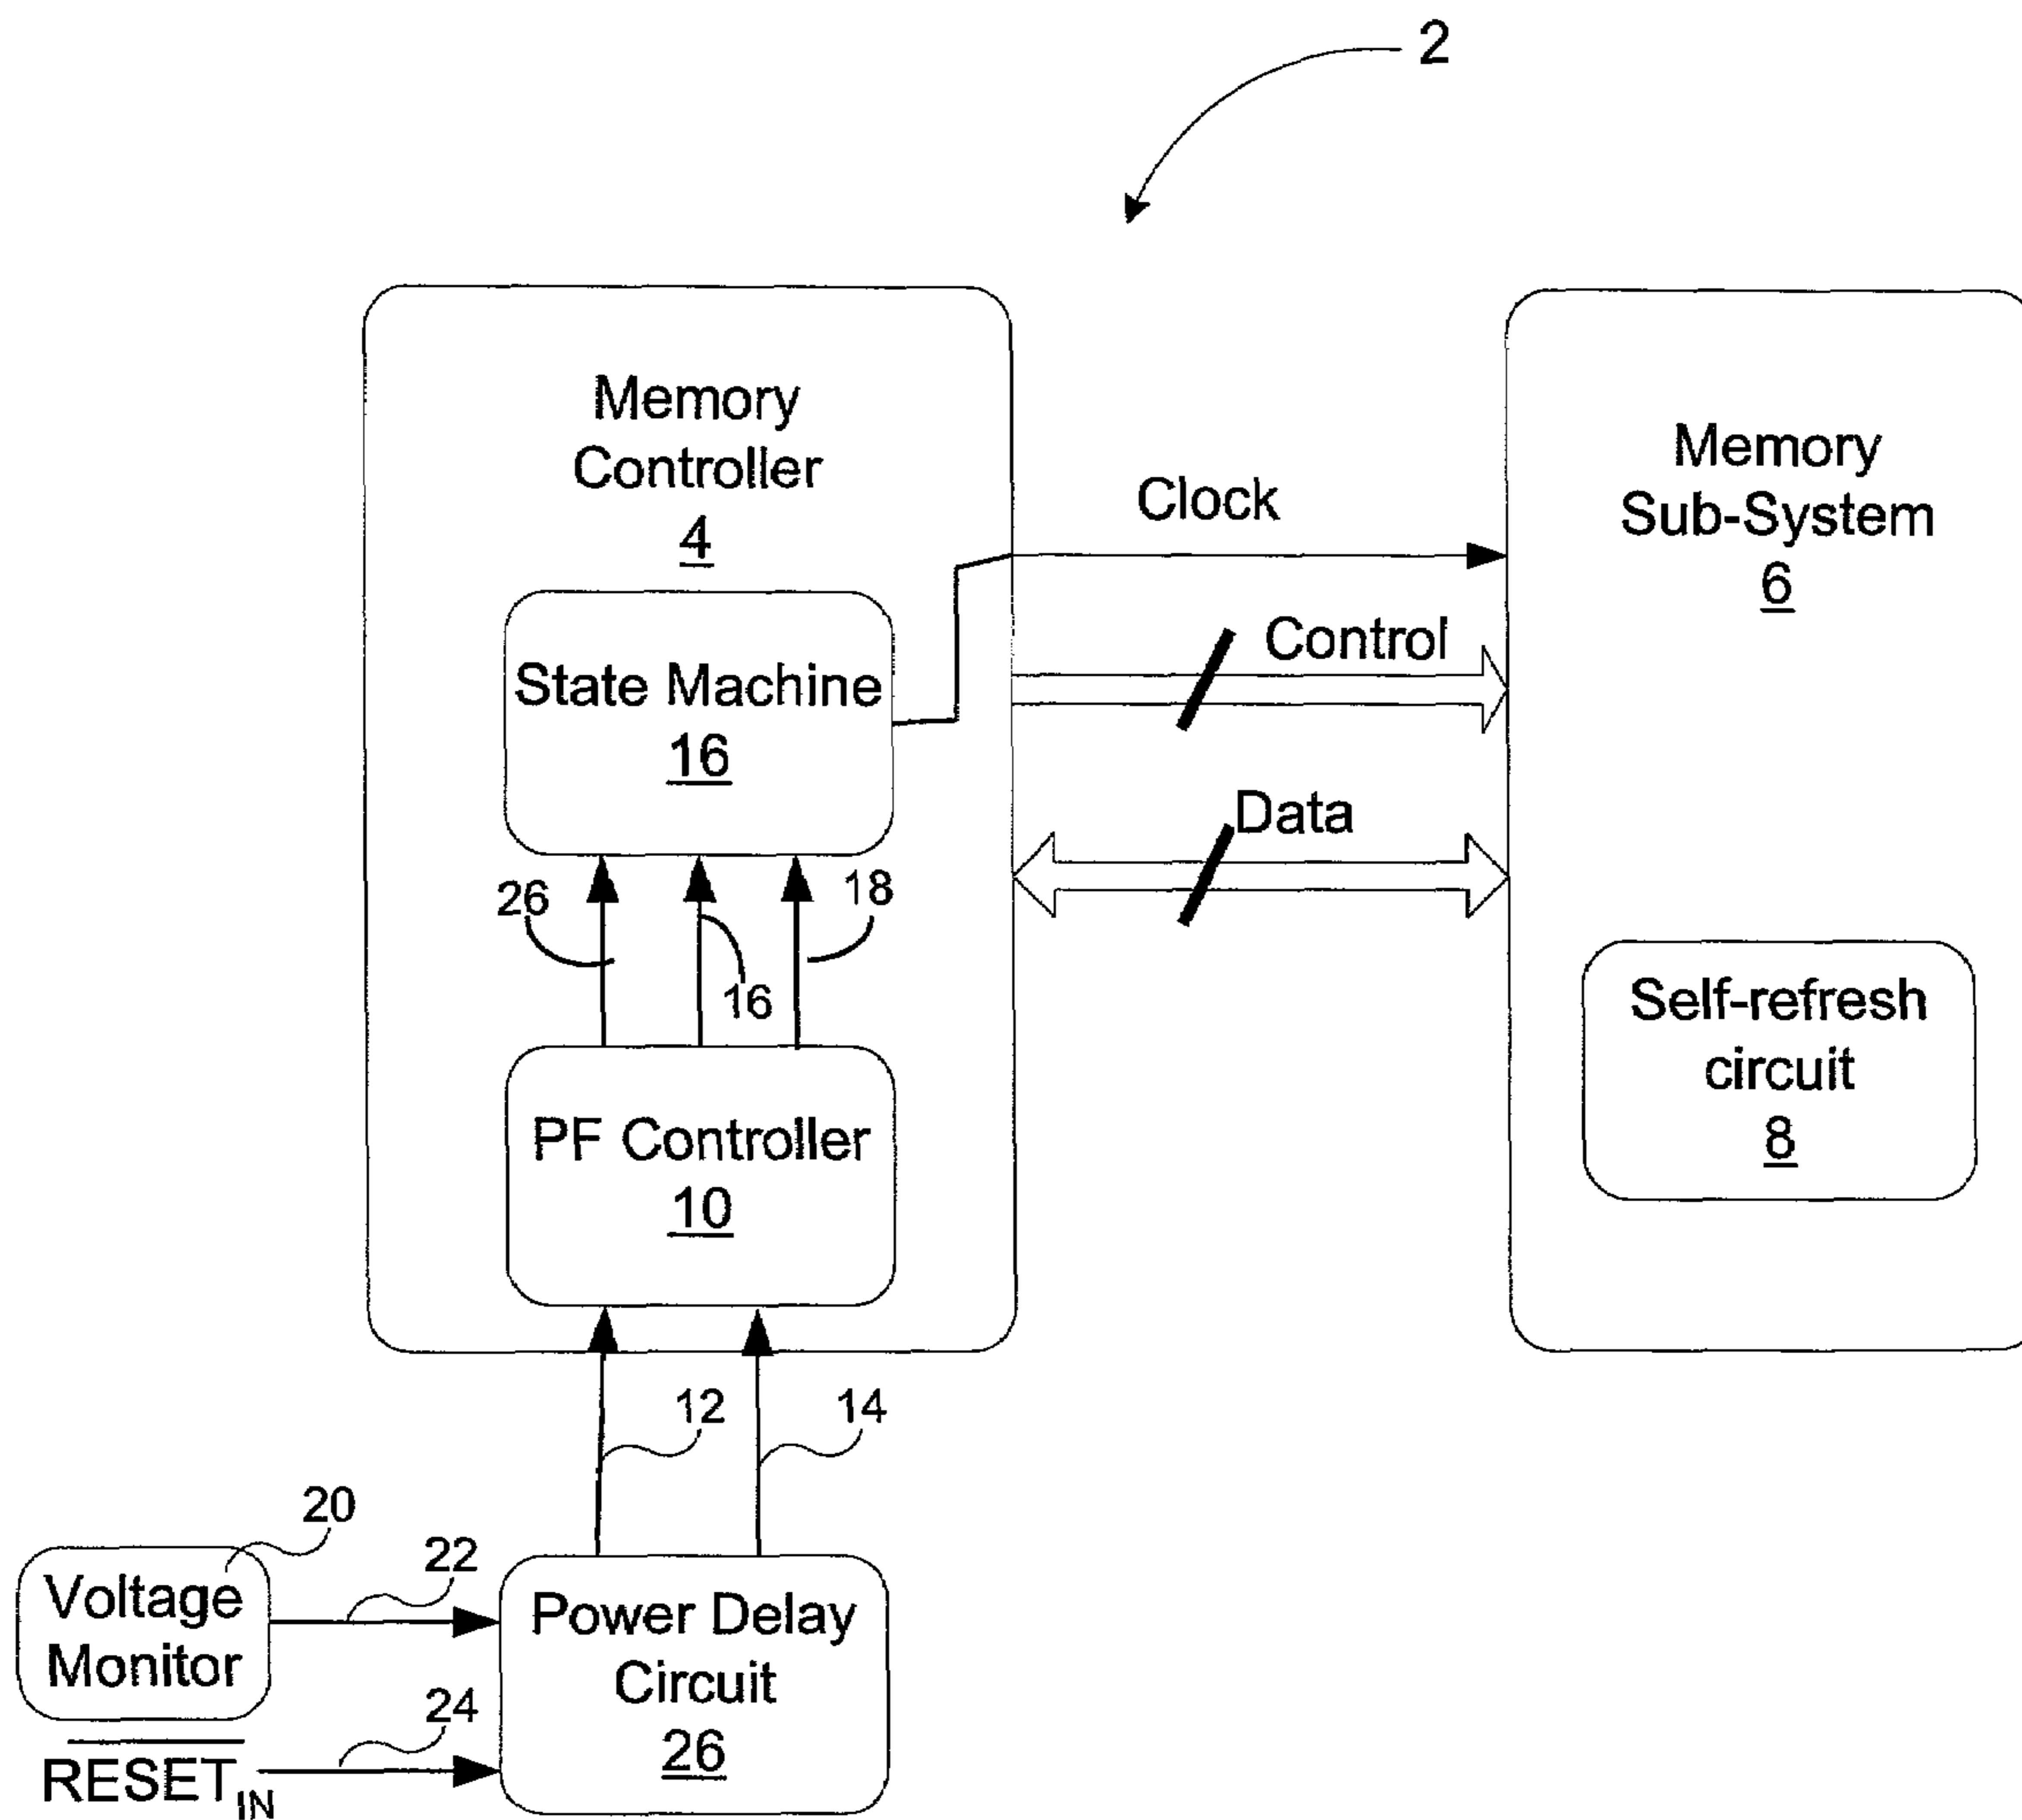 2
Memory
Controller
4
Clock
Memory
Sub-System
6
State Machine
16
Control
Data
26
16
18
Self-refresh
circuit
8
PF Controller
10
12
14
20
Voltage
Monitor
22
24
RESET_IN
Power Delay
Circuit
26